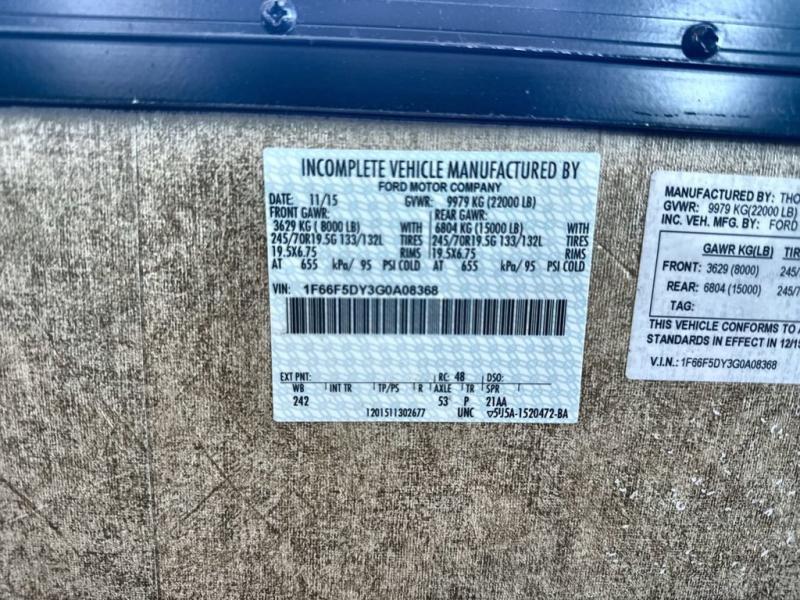 INCOMPLETE VEHICLE MANUFACTURED BY
FORD MOTOR COMPANY
DATE: 11/15 GVWR: 9979 KG (22000 LB)
FRONT GAWR: REAR GAWR:
3629 KG ( 8000 LB) WITH 6804 KG (15000 LB) WITH
245/70R19.5G 133/132L TIRES 245/70R19.5G 133/132L TIRES
19.5X6.75 RIMS 19.5X6.75 RIMS
AT 655 kPa/ 95 PSI COLD AT 655 kPa/ 95 PSI COLD
VIN: 1F66F5DY3G0A08368
EXT PNT: RC: 48 DSO:
WB INT TR TP/PS R AXLE TR SPR
242 53 P 21AA
1201511302677 UNC 5U5A-1520472-BA
MANUFACTURED BY: THO
GVWR: 9979 KG(22000 LB)
INC. VEH. MFG. BY: FORD
GAWR KG(LB) TIR
FRONT: 3629 (8000) 245/
REAR: 6804 (15000) 245/7
TAG:
THIS VEHICLE CONFORMS TO A
STANDARDS IN EFFECT IN 12/15
V.I.N.: 1F66F5DY3G0A08368